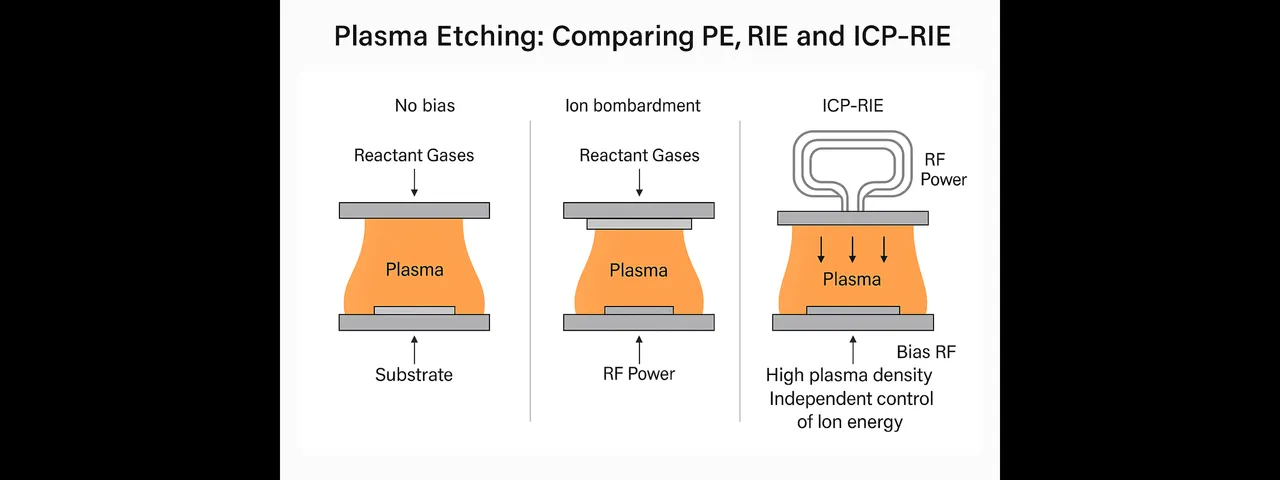 Plasma Etching: Comparing PE, RIE and ICP-RIE
No bias
Reactant Gases
Plasma
Substrate
Ion bombardment
Reactant Gases
Plasma
RF Power
ICP-RIE
RF
Power
Plasma
Bias RF
High plasma density
Independent control
of Ion energy